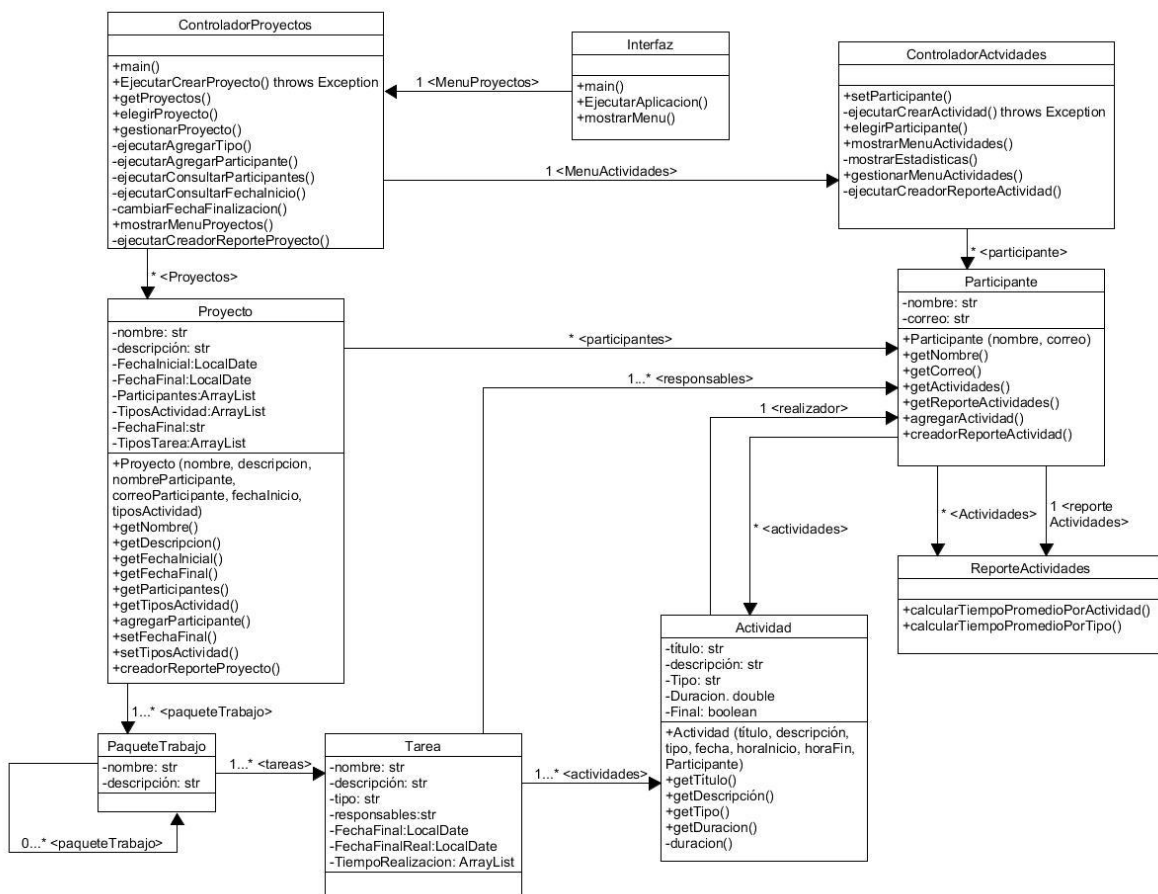 ControladorProyectos
+main()
+EjecutarCrearProyecto() throws Exception
+getProyectos()
+elegirProyecto()
+gestionarProyecto()
-ejecutarAgregarTipo()
-ejecutarAgregarParticipante()
-ejecutarConsultarParticipantes()
-ejecutarConsultarFechaInicio()
-cambiarFechaFinalizacion()
+mostrarMenuProyectos()
-ejecutarCreadorReporteProyecto()
1 <MenuProyectos>
Interfaz
+main()
+EjecutarAplicacion()
+mostrarMenu()
1 <MenuActividades>
ControladorActvidades
+setParticipante()
-ejecutarCrearActividad() throws Exception
+elegirParticipante()
+mostrarMenuActividades()
-mostrarEstadisticas()
+gestionarMenuActividades()
-ejecutarCreadorReporteActividad()
* <Proyectos>
* <participante>
Proyecto
-nombre: str
-descripción: str
-FechaInicial:LocalDate
-FechaFinal:LocalDate
-Participantes:ArrayList
-TiposActividad:ArrayList
-FechaFinal:str
-TiposTarea:ArrayList
+Proyecto (nombre, descripcion,
nombreParticipante,
correoParticipante, fechaInicio,
tiposActividad)
+getNombre()
+getDescripcion()
+getFechaInicial()
+getFechaFinal()
+getParticipantes()
+getTiposActividad()
+agregarParticipante()
+setFechaFinal()
+setTiposActividad()
+creadorReporteProyecto()
* <participantes>
1...* <responsables>
1 <realizador>
* <actividades>
Participante
-nombre: str
-correo: str
+Participante (nombre, correo)
+getNombre()
+getCorreo()
+getActividades()
+getReporteActividades()
+agregarActividad()
+creadorReporteActividad()
* <Actividades>
1 <reporte
Actividades>
ReporteActividades
+calcularTiempoPromedioPorActividad()
+calcularTiempoPromedioPorTipo()
Actividad
-título: str
-descripción: str
-Tipo: str
-Duracion. double
-Final: boolean
+Actividad (título, descripción,
tipo, fecha, horaInicio, horaFin,
Participante)
+getTítulo()
+getDescripción()
+getTipo()
+getDuracion()
-duracion()
1...* <paqueteTrabajo>
PaqueteTrabajo
-nombre: str
-descripción: str
0...* <paqueteTrabajo>
1...* <tareas>
Tarea
-nombre: str
-descripción: str
-tipo: str
-responsables:str
-FechaFinal:LocalDate
-FechaFinalReal:LocalDate
-TiempoRealizacion: ArrayList
1...* <actividades>